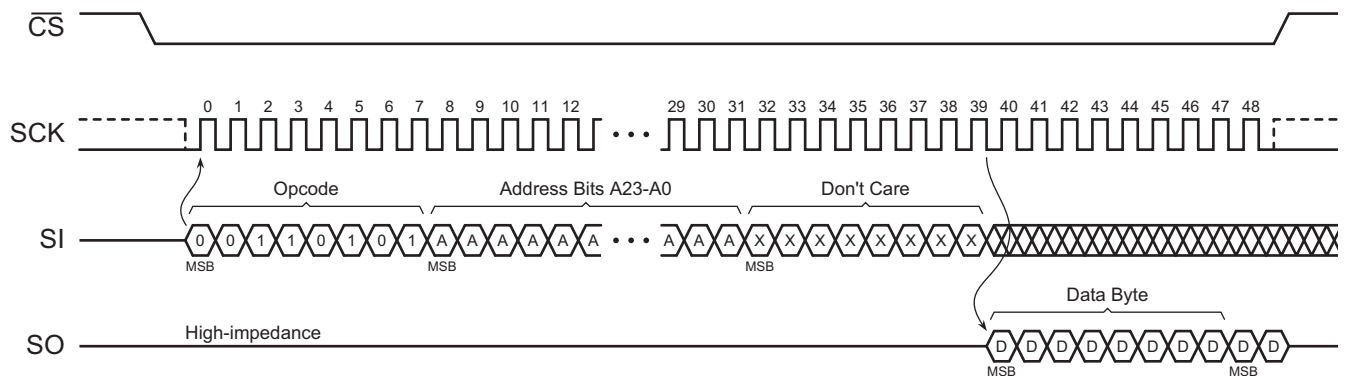 CS
0 1 2 3 4 5 6 7 8 9 10 11 12 29 30 31 32 33 34 35 36 37 38 39 40 41 42 43 44 45 46 47 48
SCK
Opcode Address Bits A23-A0 Don't Care
SI 0 0 1 1 0 1 0 1 A A A A A A A A A X X X X X X X X
MSB MSB MSB
Data Byte
High-impedance
SO D D D D D D D D D D
MSB MSB